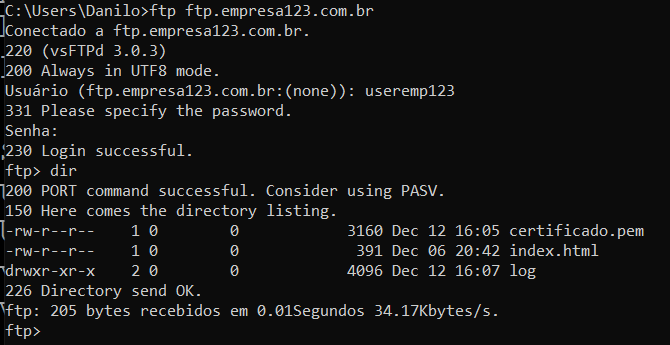 C:\Users\Danilo>ftp ftp.empresa123.com.br
Conectado a ftp.empresa123.com.br.
220 (vsFTPd 3.0.3)
200 Always in UTF8 mode.
Usuário (ftp.empresa123.com.br:(none)): useremp123
331 Please specify the password.
Senha:
230 Login successful.
ftp> dir
200 PORT command successful. Consider using PASV.
150 Here comes the directory listing.
-rw-r--r--    1 0        0            3160 Dec 12 16:05 certificado.pem
-rw-r--r--    1 0        0             391 Dec 06 20:42 index.html
drwxr-xr-x    2 0        0            4096 Dec 12 16:07 log
226 Directory send OK.
ftp: 205 bytes recebidos em 0.01Segundos 34.17Kbytes/s.
ftp>